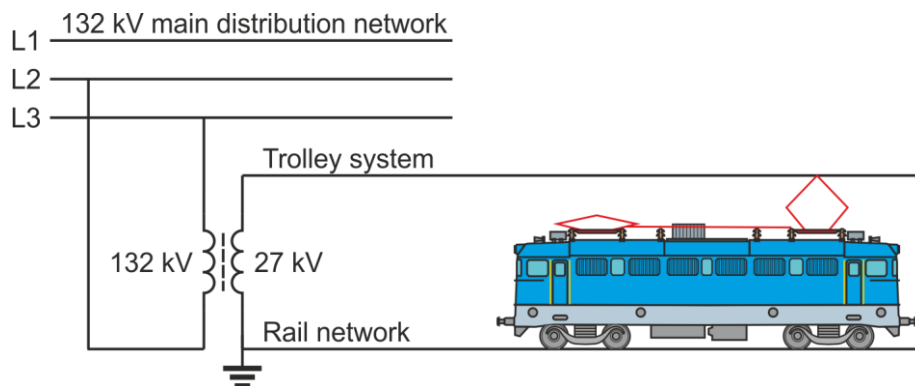 132 kV main distribution network
L1
L2
L3
Trolley system
132 kV
27 kV
Rail network